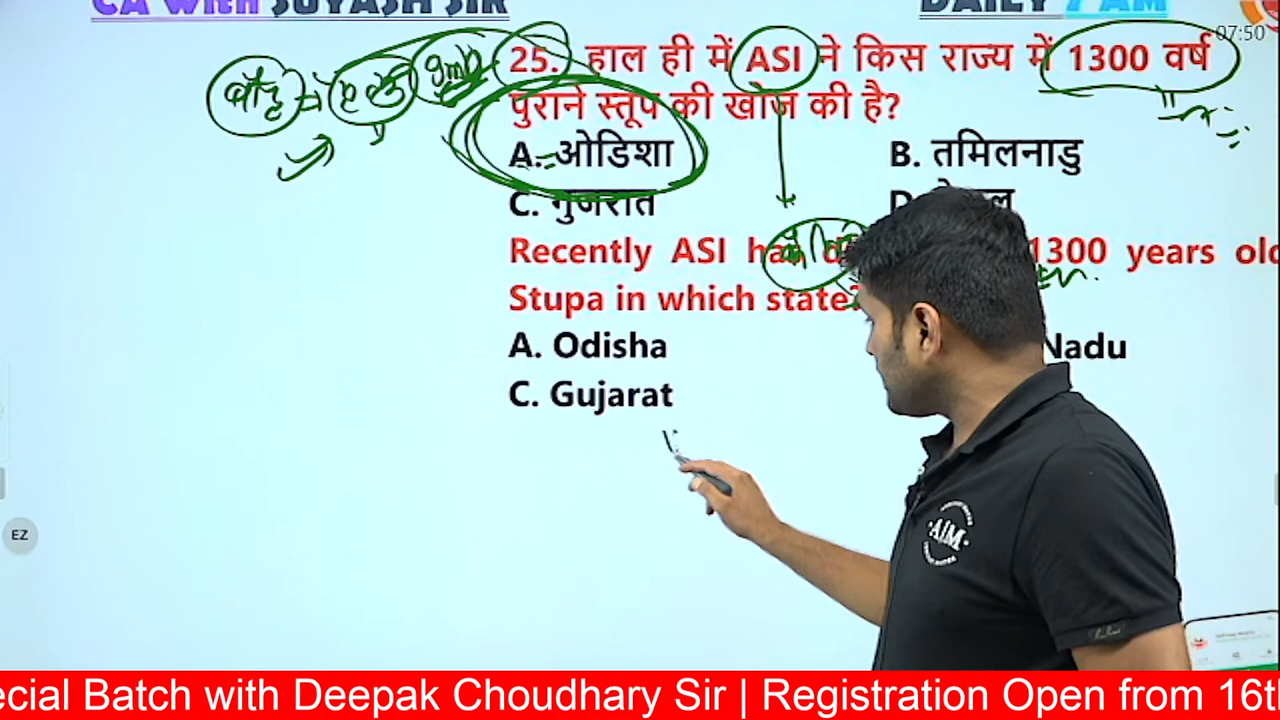 CA WITH SUYASH SIR
DAILY 7 AM
07:50
25. हाल ही में ASI ने किस राज्य में 1300 वर्ष
पुराने स्तूप की खोज की है?
A. ओडिशा
B. तमिलनाडु
C. गुजरात
D.
Recently ASI has 1300 years old
Stupa in which state?
A. Odisha
Nadu
C. Gujarat
EZ
AIM
ecial Batch with Deepak Choudhary Sir | Registration Open from 16th